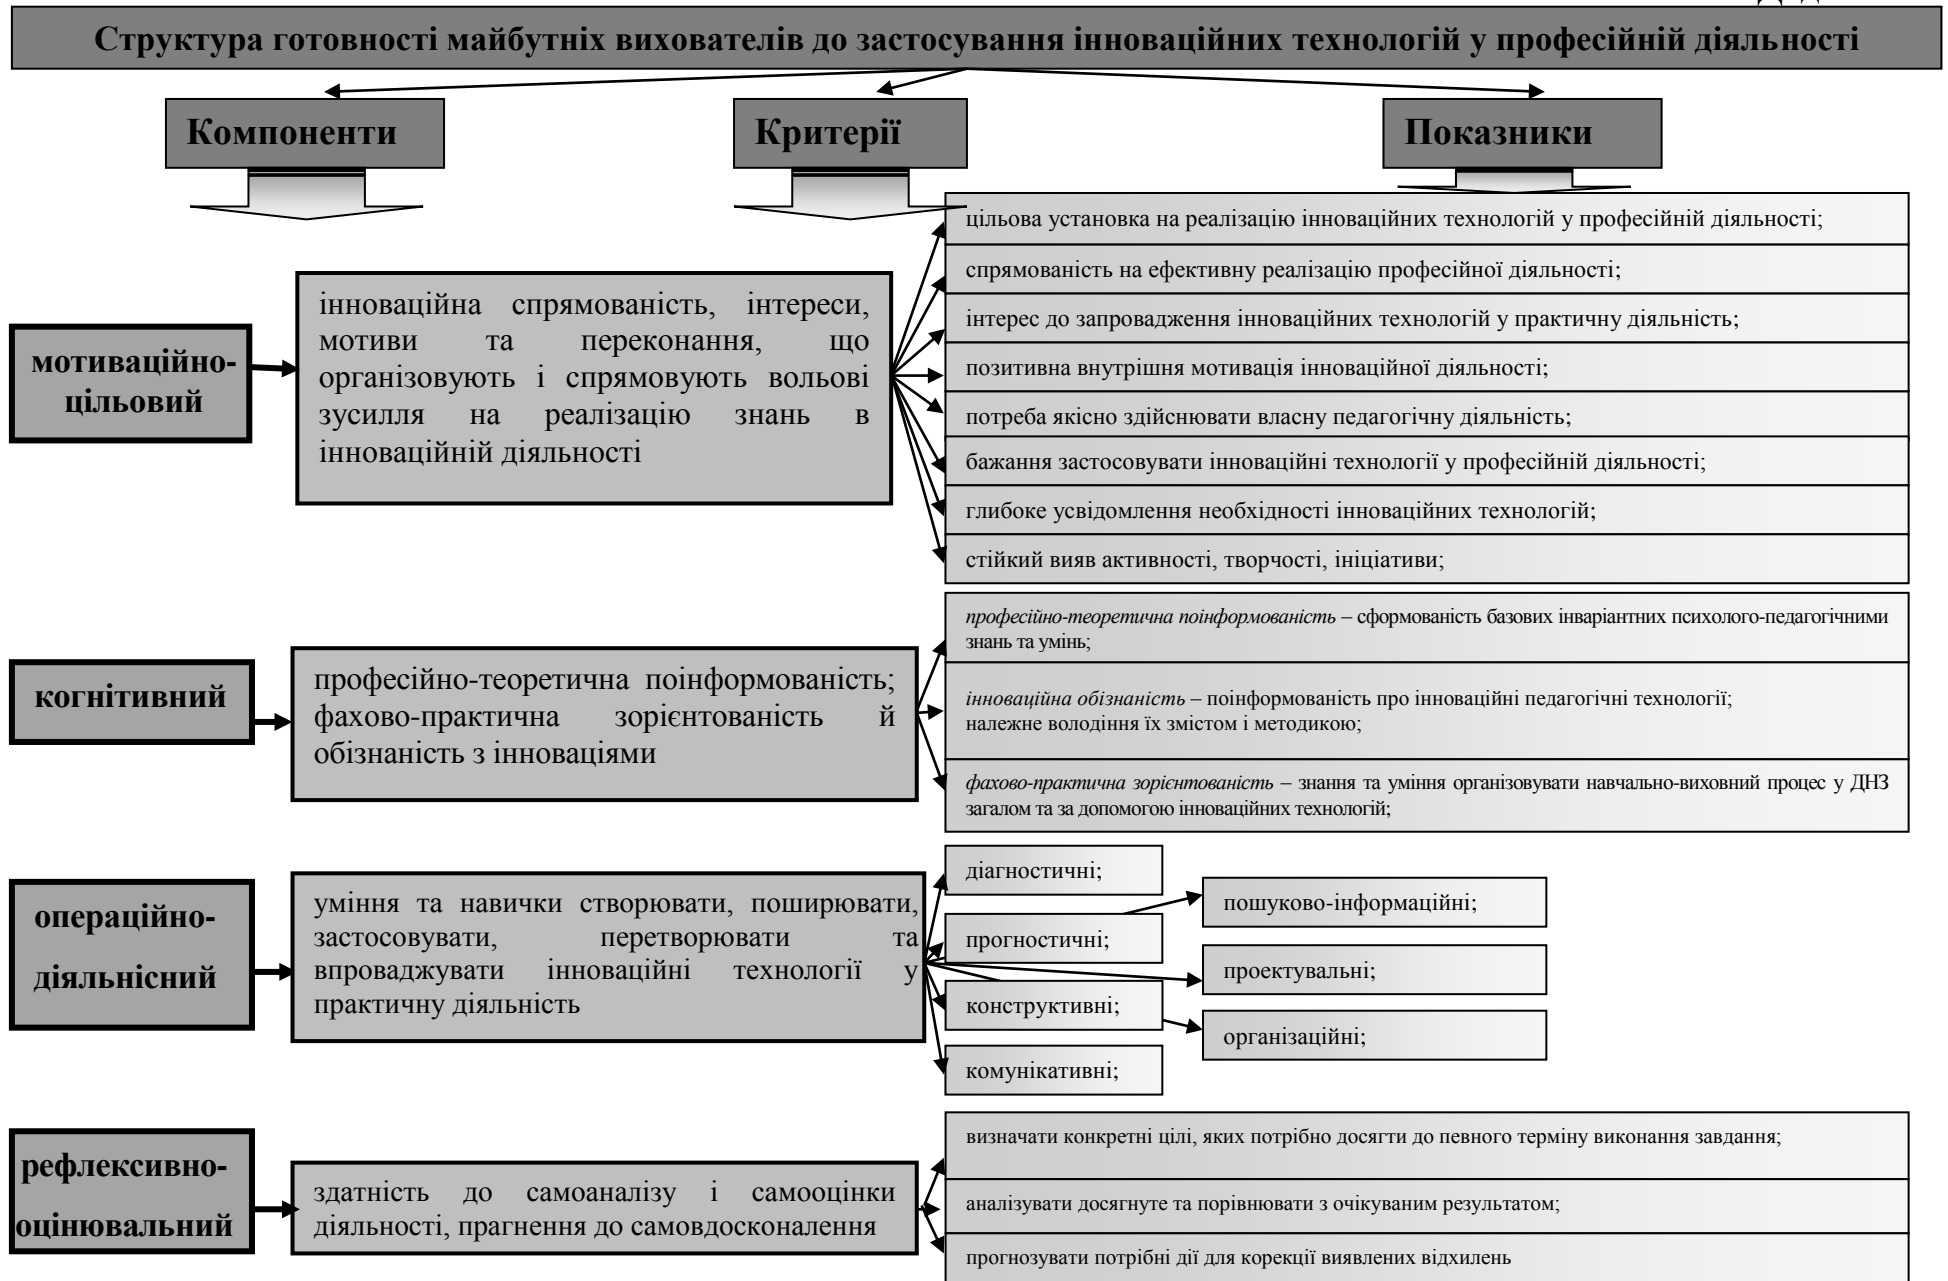 Структура готовності майбутніх вихователів до застосування інноваційних технологій у професійній діяльності
Компоненти
Критерії
Показники
мотиваційно-
цільовий
інноваційна спрямованість, інтереси,
мотиви та переконання, що
організовують і спрямовують вольові
зусилля на реалізацію знань в
інноваційній діяльності
цільова установка на реалізацію інноваційних технологій у професійній діяльності;
спрямованість на ефективну реалізацію професійної діяльності;
інтерес до запровадження інноваційних технологій у практичну діяльність;
позитивна внутрішня мотивація інноваційної діяльності;
потреба якісно здійснювати власну педагогічну діяльність;
бажання застосовувати інноваційні технології у професійній діяльності;
глибоке усвідомлення необхідності інноваційних технологій;
стійкий вияв активності, творчості, ініціативи;
когнітивний
професійно-теоретична поінформованість;
фахово-практична зорієнтованість й
обізнаність з інноваціями
професійно-теоретична поінформованість – сформованість базових інваріантних психолого-педагогічними
знань та умінь;
інноваційна обізнаність – поінформованість про інноваційні педагогічні технології;
належне володіння їх змістом і методикою;
фахово-практична зорієнтованість – знання та уміння організовувати навчально-виховний процес у ДНЗ
загалом та за допомогою інноваційних технологій;
операційно-
діяльнісний
уміння та навички створювати, поширювати,
застосовувати, перетворювати та
впроваджувати інноваційні технології у
практичну діяльність
діагностичні;
пошуково-інформаційні;
прогностичні;
проектувальні;
конструктивні;
організаційні;
комунікативні;
рефлексивно-
оцінювальний
здатність до самоаналізу і самооцінки
діяльності, прагнення до самовдосконалення
визначати конкретні цілі, яких потрібно досягти до певного терміну виконання завдання;
аналізувати досягнуте та порівнювати з очікуваним результатом;
прогнозувати потрібні дії для корекції виявлених відхилень